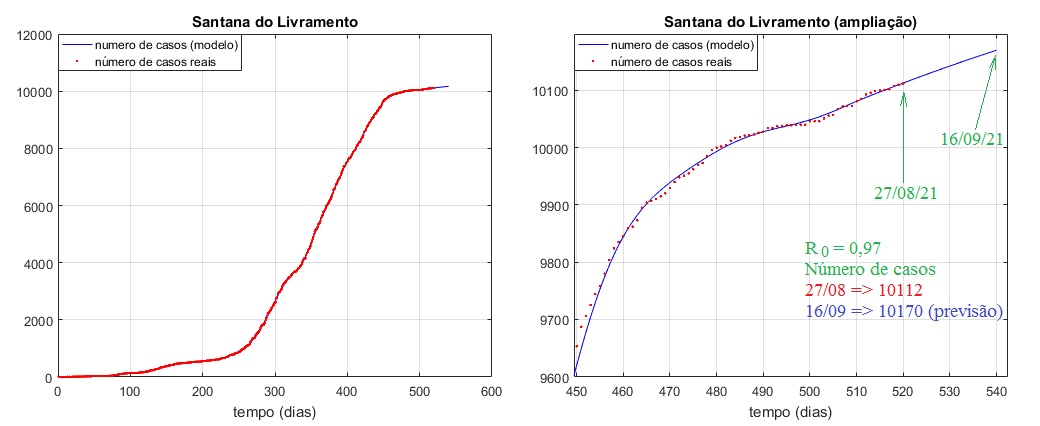 Santana do Livramento
numero de casos (modelo)
número de casos reais
12000
10000
8000
6000
4000
2000
0
0 100 200 300 400 500 600
tempo (dias)
Santana do Livramento (ampliação)
numero de casos (modelo)
número de casos reais
10100
10000
9900
9800
9700
9600
16/09/21
27/08/21
R0 = 0,97
Número de casos
27/08 => 10112
16/09 => 10170 (previsão)
450 460 470 480 490 500 510 520 530 540
tempo (dias)